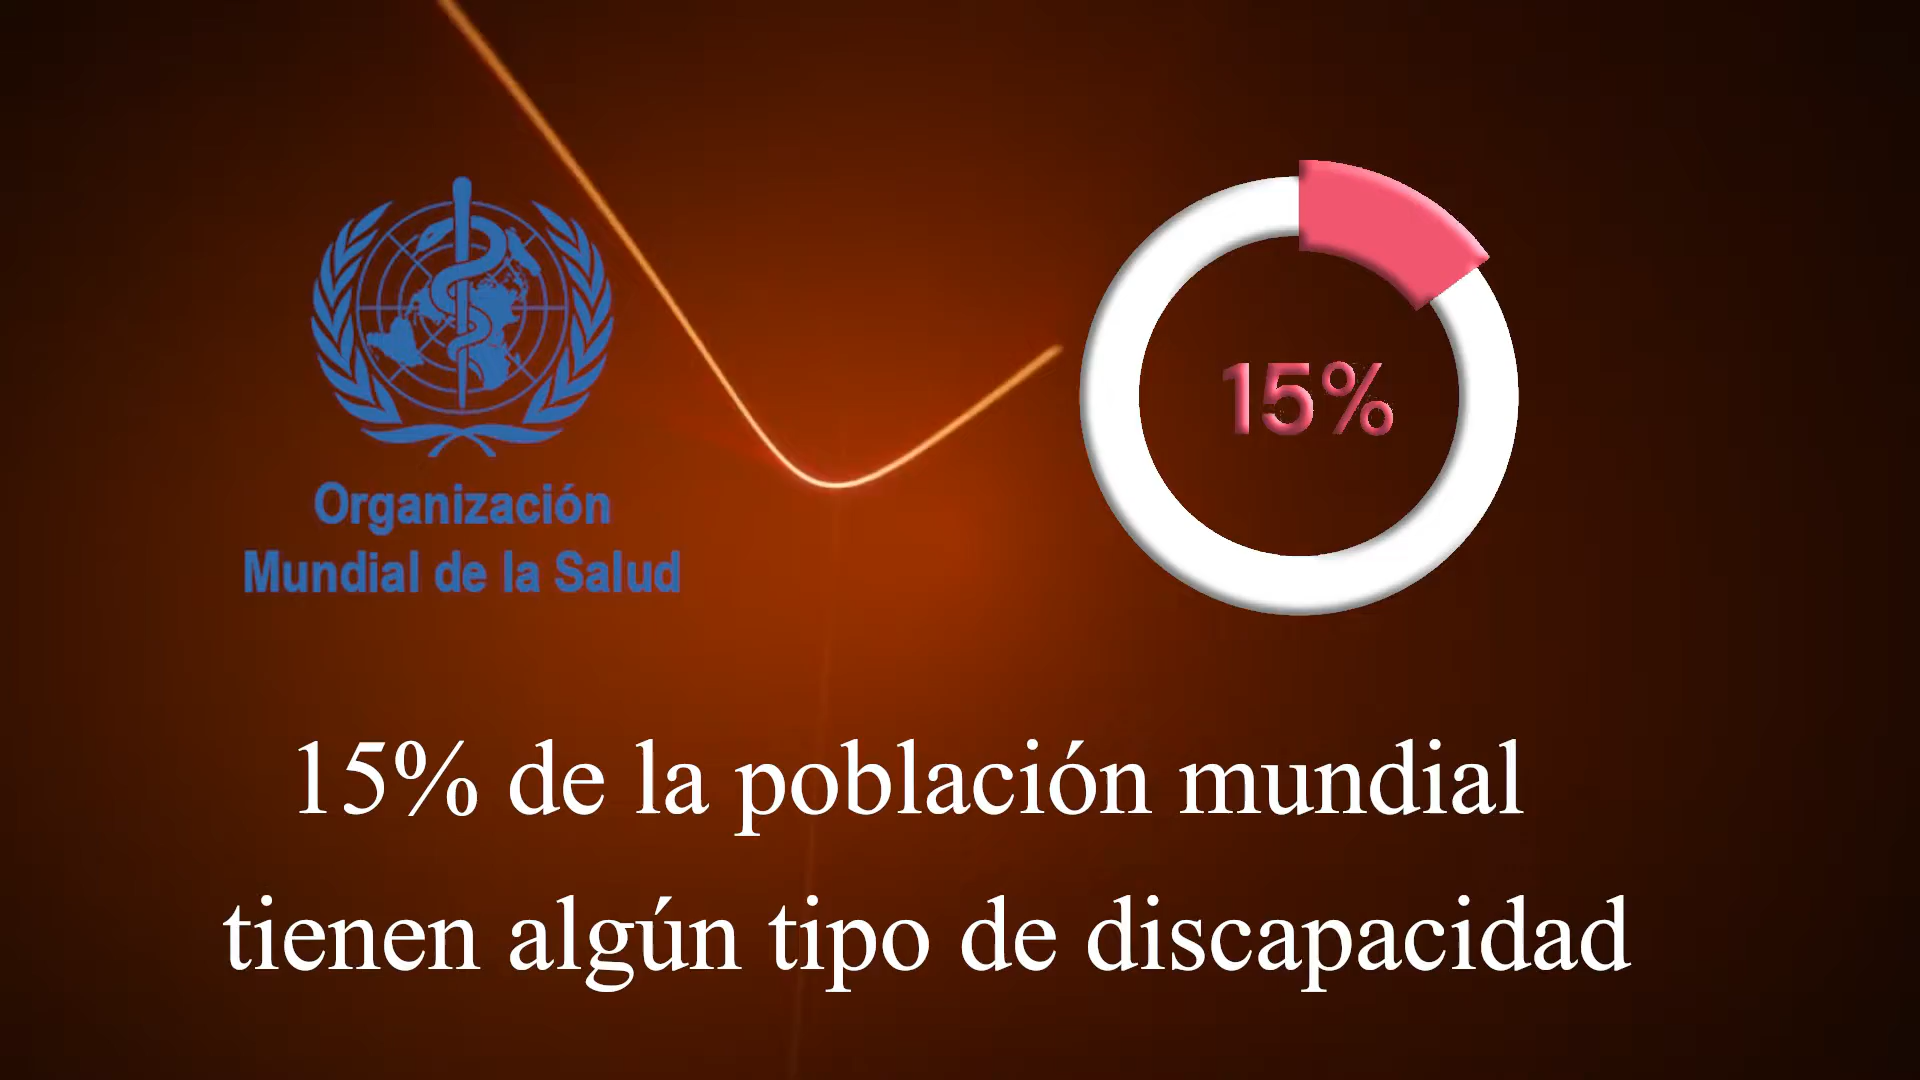 Organización
Mundial de la Salud
15%
15% de la población mundial
tienen algún tipo de discapacidad